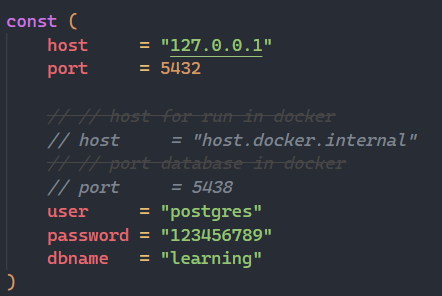 const (
    host     = "127.0.0.1"
    port     = 5432

    // // host for run in docker
    // host     = "host.docker.internal"
    // // port database in docker
    // port     = 5438
    user     = "postgres"
    password = "123456789"
    dbname   = "learning"
)